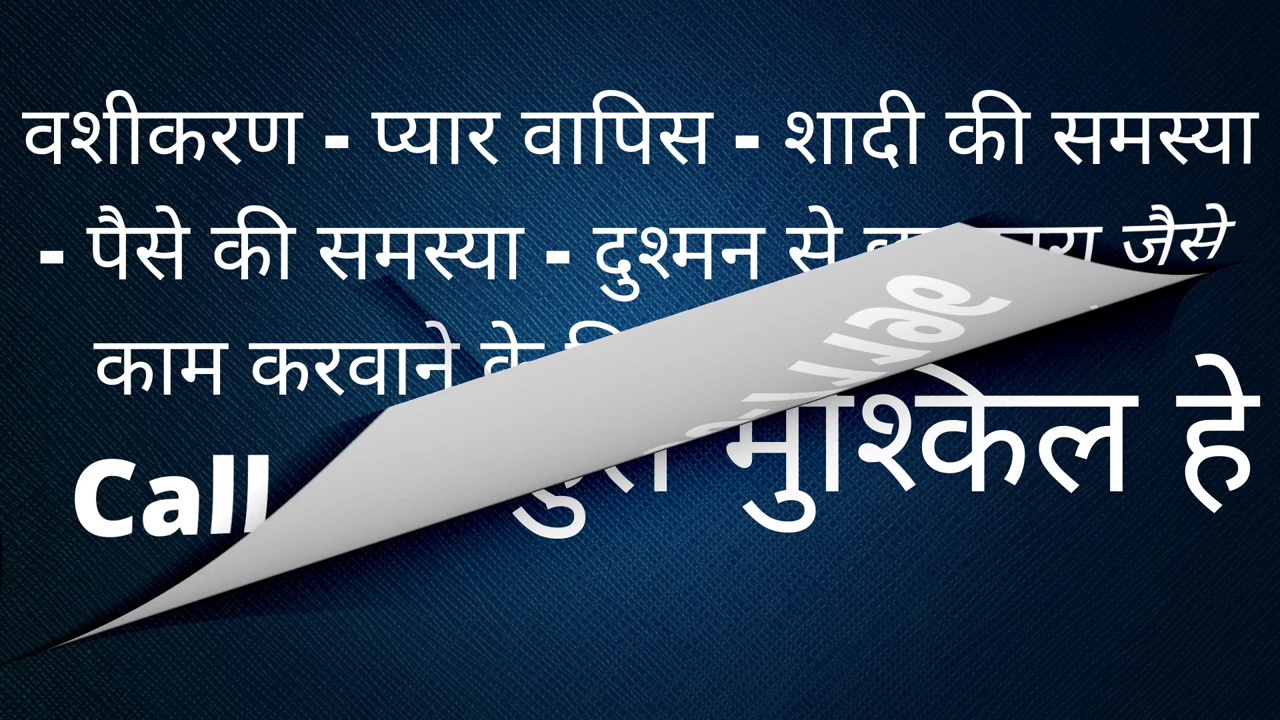 वशीकरण - प्यार वापिस - शादी की समस्या
- पैसे की समस्या - दुश्मन से जैसे
काम करवाने के
मुश्किल हे
Call